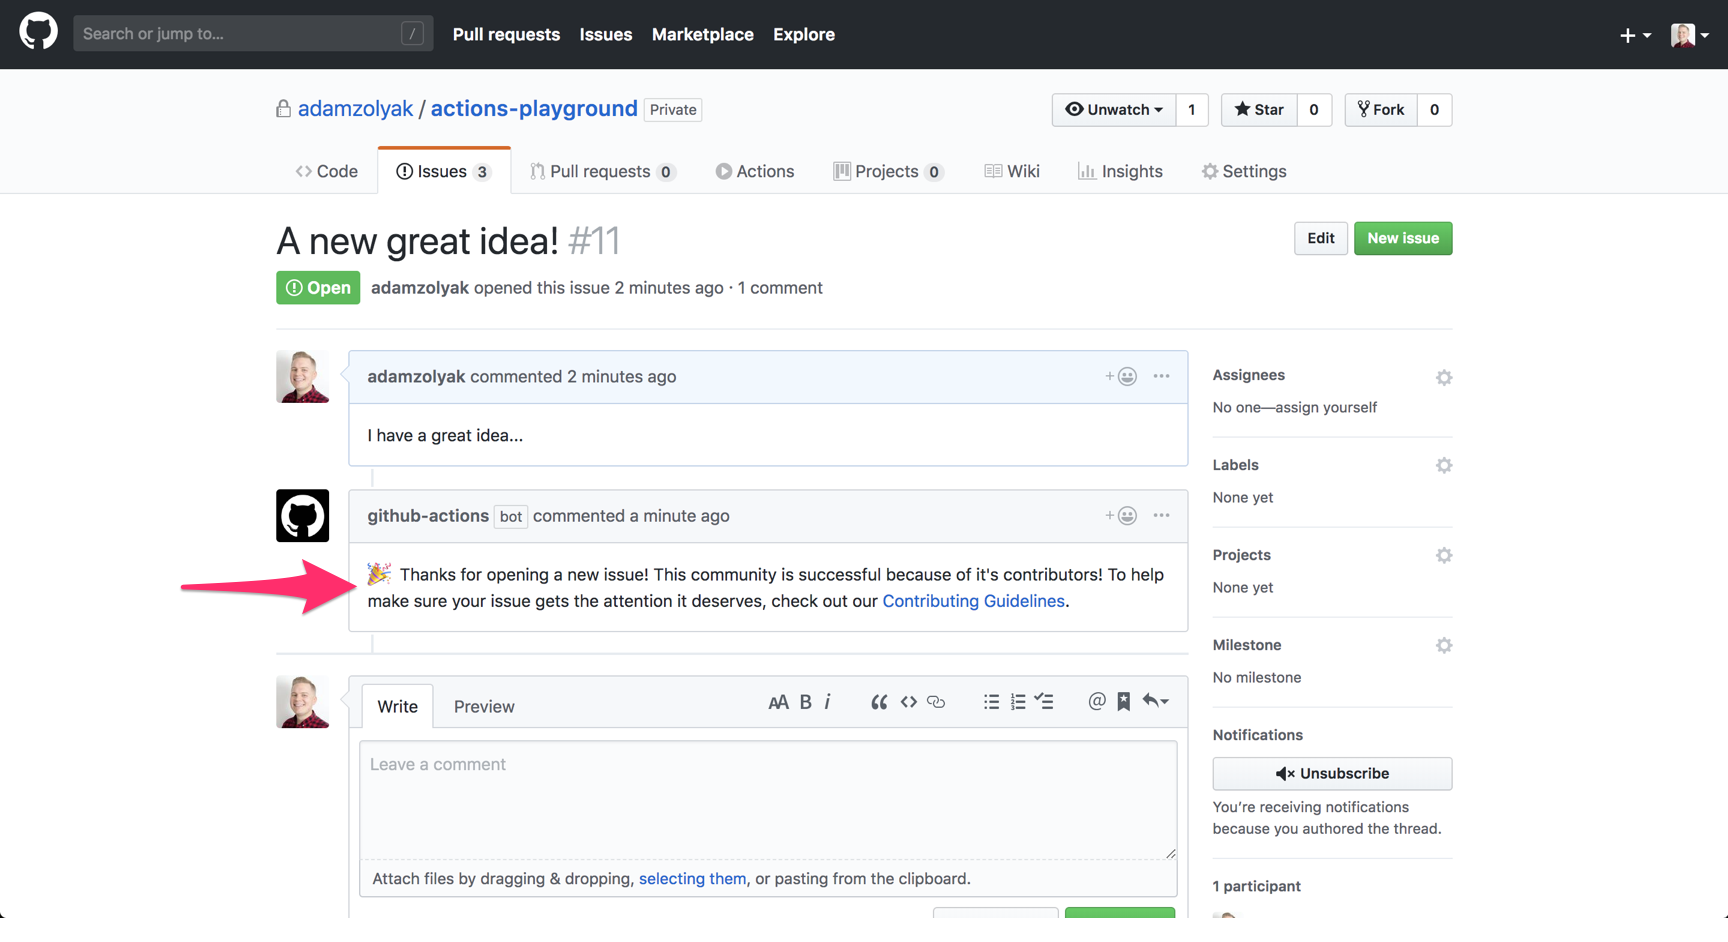 Search or jump to... /
Pull requests Issues Marketplace Explore
adamzolyak / actions-playground Private
Unwatch 1 Star 0 Fork 0
Code Issues 3 Pull requests 0 Actions Projects 0 Wiki Insights Settings
A new great idea! #11
Edit New issue
Open adamzolyak opened this issue 2 minutes ago · 1 comment
adamzolyak commented 2 minutes ago
I have a great idea...
github-actions bot commented a minute ago
🎉 Thanks for opening a new issue! This community is successful because of it's contributors! To help
make sure your issue gets the attention it deserves, check out our Contributing Guidelines.
Write Preview
AA B i
Leave a comment
Attach files by dragging & dropping, selecting them, or pasting from the clipboard.
Assignees
No one—assign yourself
Labels
None yet
Projects
None yet
Milestone
No milestone
Notifications
Unsubscribe
You’re receiving notifications
because you authored the thread.
1 participant